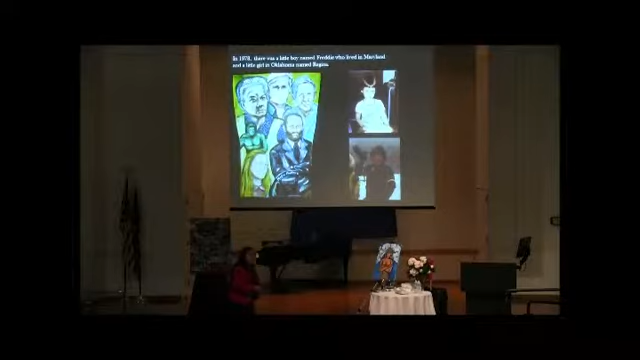 In 1978, there was a little boy named Freddie who lived in Maryland
and a little girl in Oklahoma named Regina.